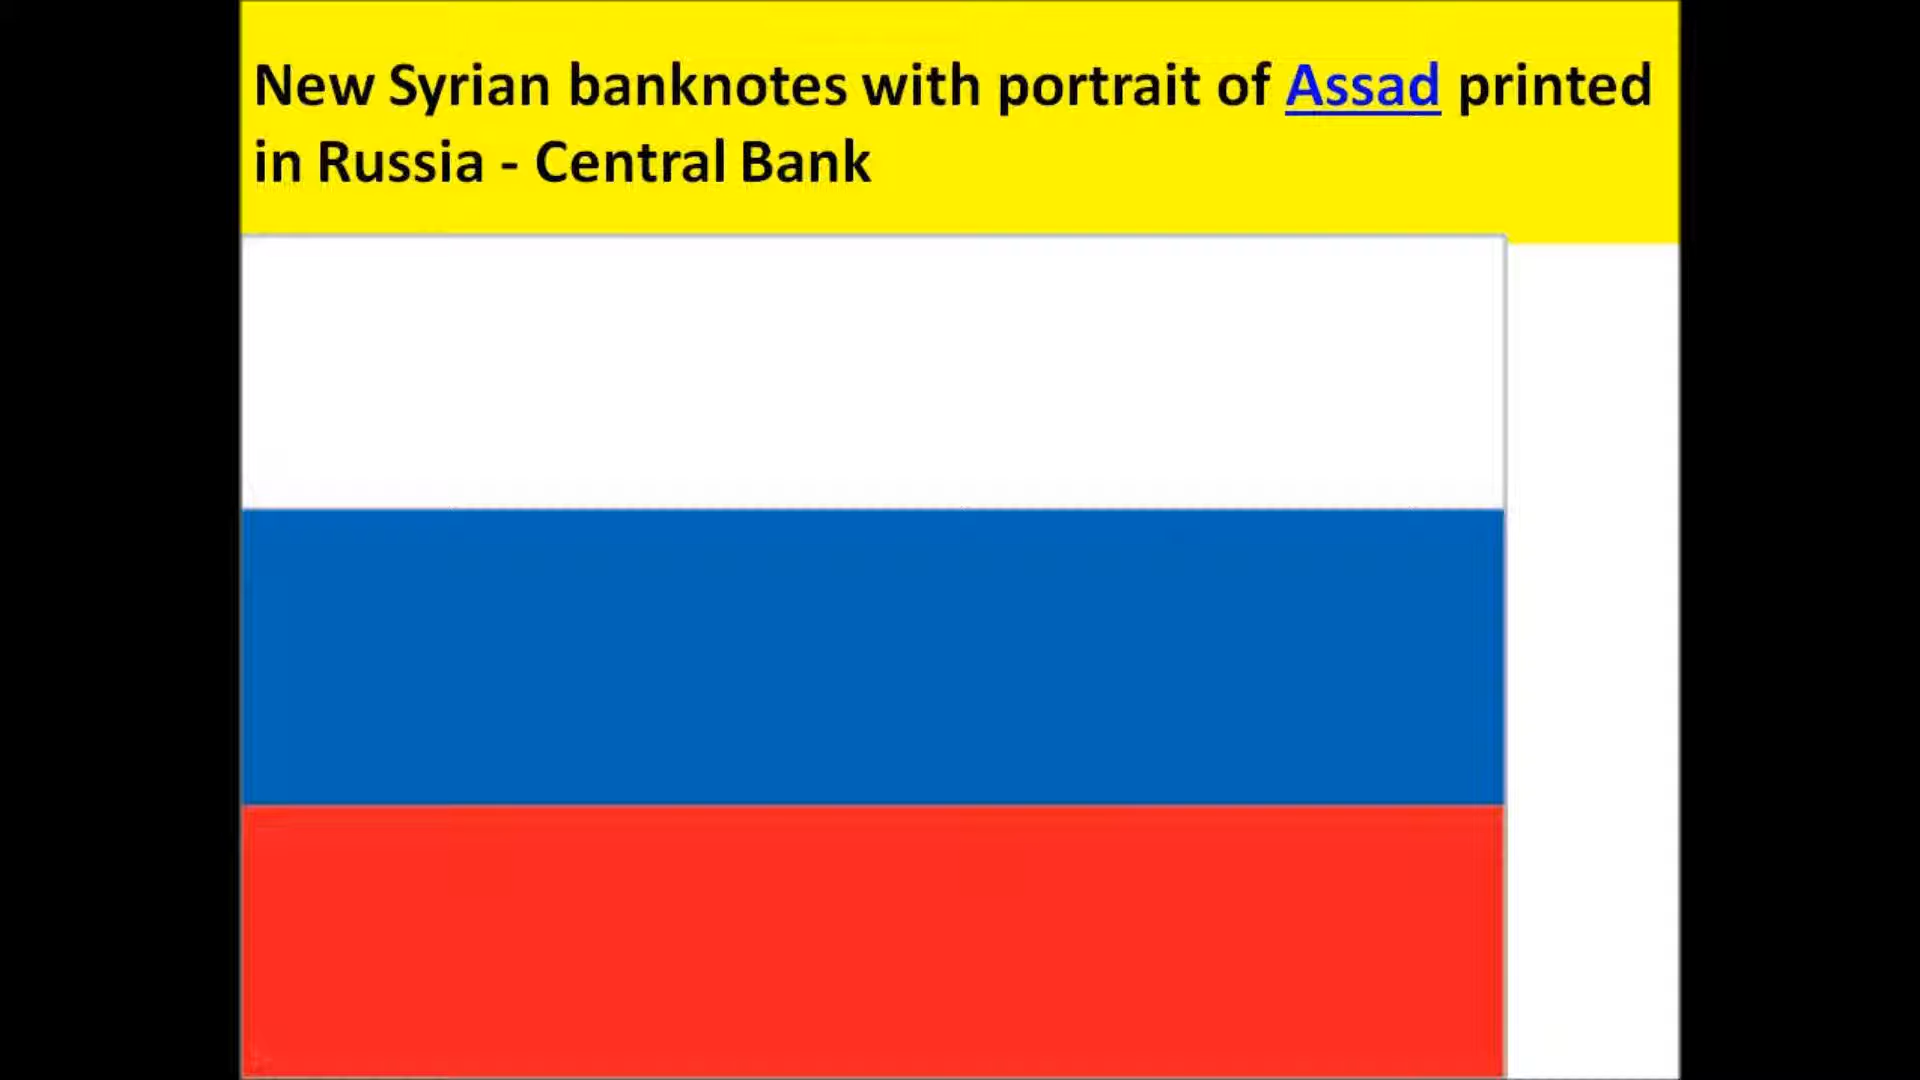 New Syrian banknotes with portrait of Assad printed
in Russia - Central Bank